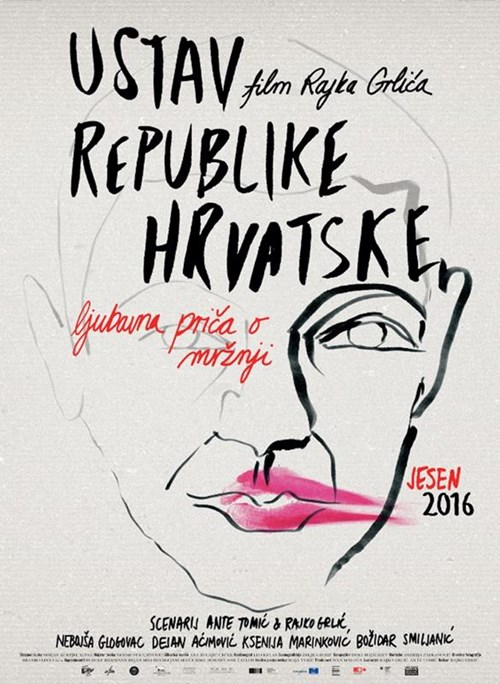 USTAV
film Rajka Grlića
REPUBLIKE
HRVATSKE
ljubavna priča o
mržnji
JESEN
2016
SCENARIJ ANTE TOMIĆ & RAJKO GRLIĆ
NEBOJŠA GLOGOVAC DEJAN AĆIMOVIĆ KSENIJA MARINKOVIĆ BOŽIDAR SMILJANIĆ